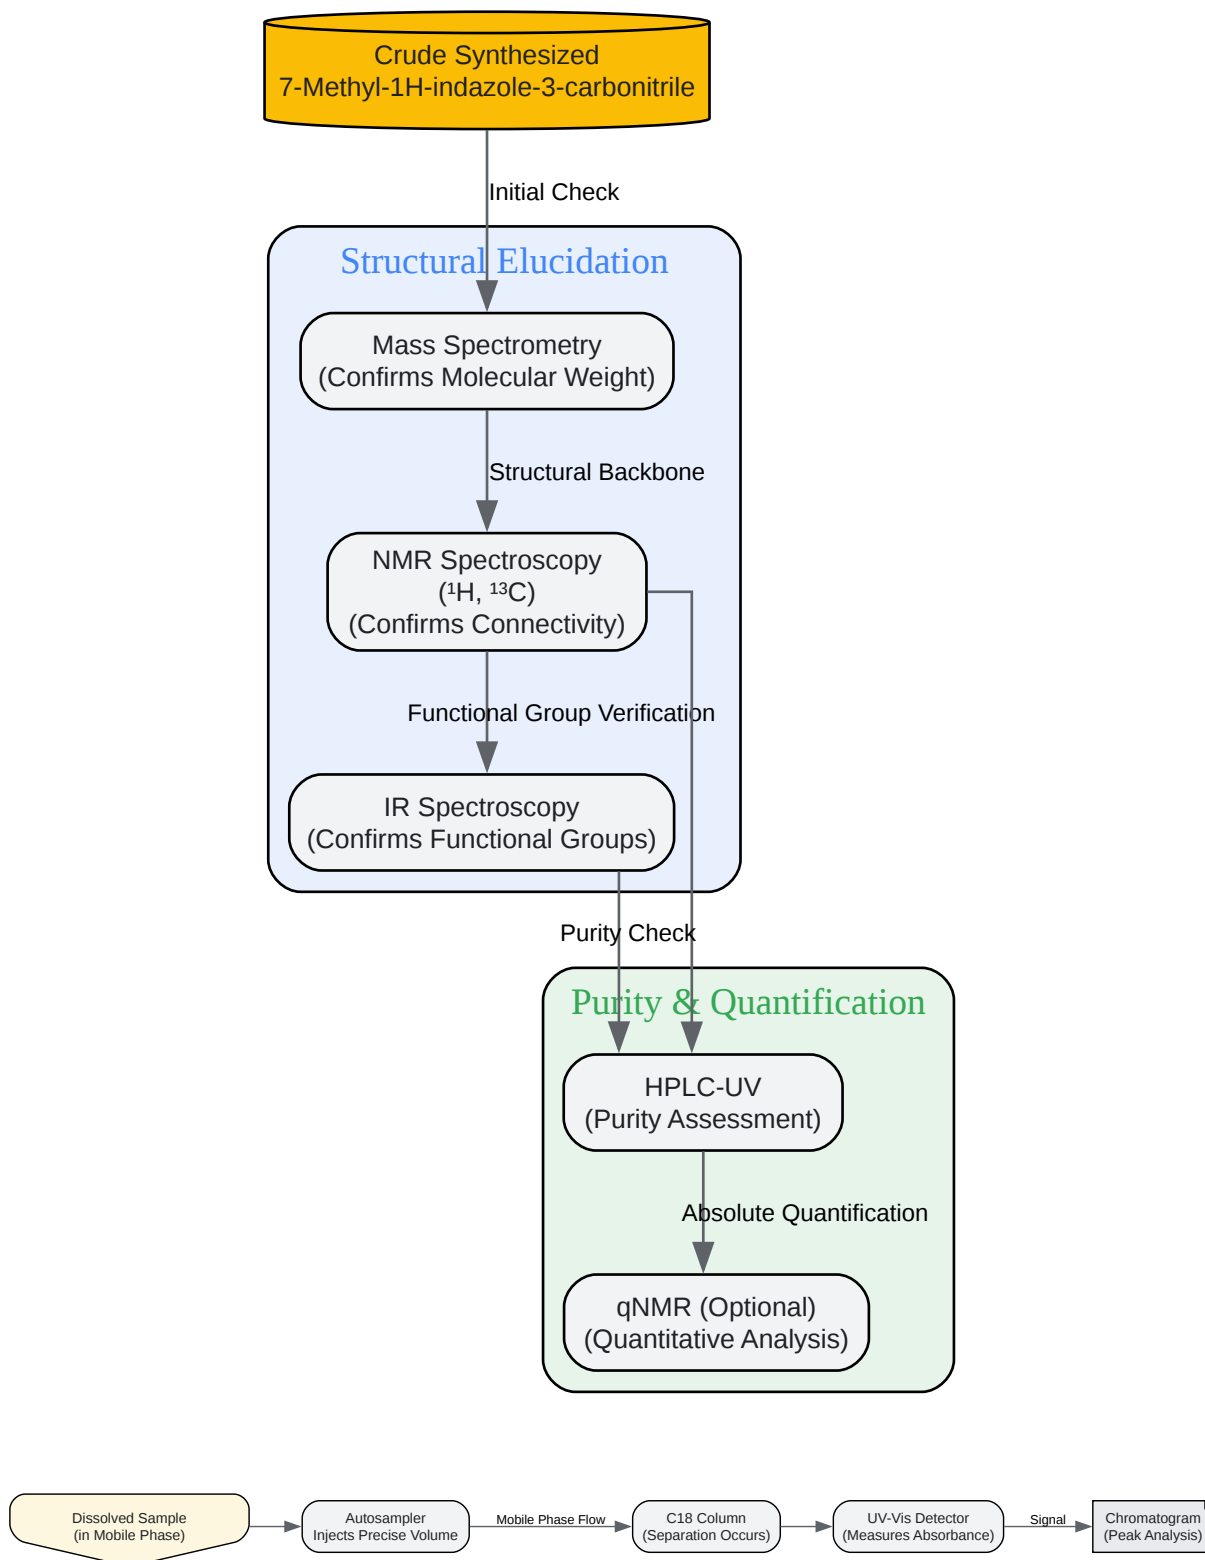 Crude Synthesized
7-Methyl-1H-indazole-3-carbonitrile
Initial Check
Structural Elucidation
Mass Spectrometry
(Confirms Molecular Weight)
Structural Backbone
NMR Spectroscopy
(¹H, ¹³C)
(Confirms Connectivity)
Functional Group Verification
IR Spectroscopy
(Confirms Functional Groups)
Purity Check
Purity & Quantification
HPLC-UV
(Purity Assessment)
Absolute Quantification
qNMR (Optional)
(Quantitative Analysis)
Dissolved Sample
(in Mobile Phase)
Autosampler
Injects Precise Volume
Mobile Phase Flow
C18 Column
(Separation Occurs)
UV-Vis Detector
(Measures Absorbance)
Signal
Chromatogram
(Peak Analysis)